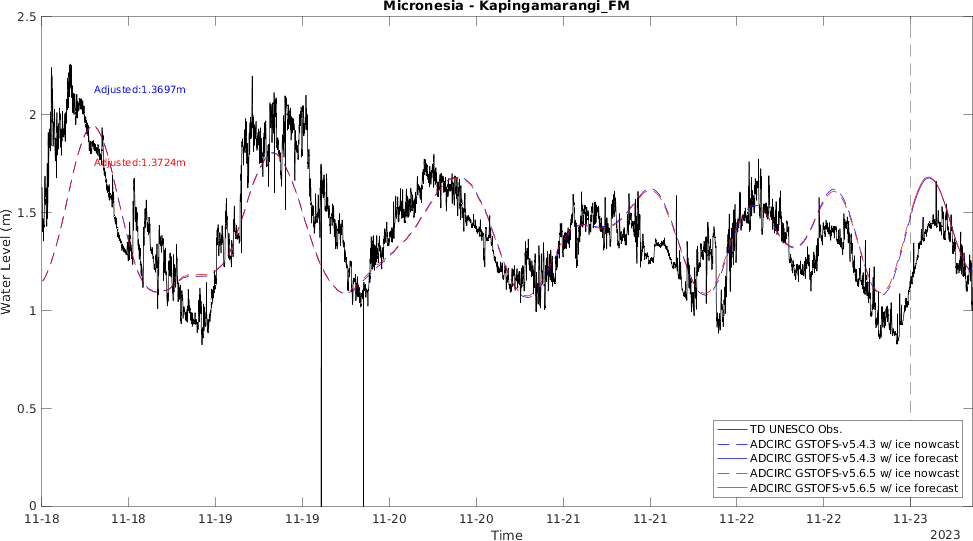 Micronesia - Kapingamarangi_FM
2.5
2
1.5
1
0.5
0
Water Level (m)
Adjusted:1.3697m
Adjusted:1.3724m
TD UNESCO Obs.
ADCIRC GSTOFS-v5.4.3 w/ ice nowcast
ADCIRC GSTOFS-v5.4.3 w/ ice forecast
ADCIRC GSTOFS-v5.6.5 w/ ice nowcast
ADCIRC GSTOFS-v5.6.5 w/ ice forecast
11-18 11-18 11-19 11-19 11-20 11-20 11-21 11-21 11-22 11-22 11-23
Time
2023